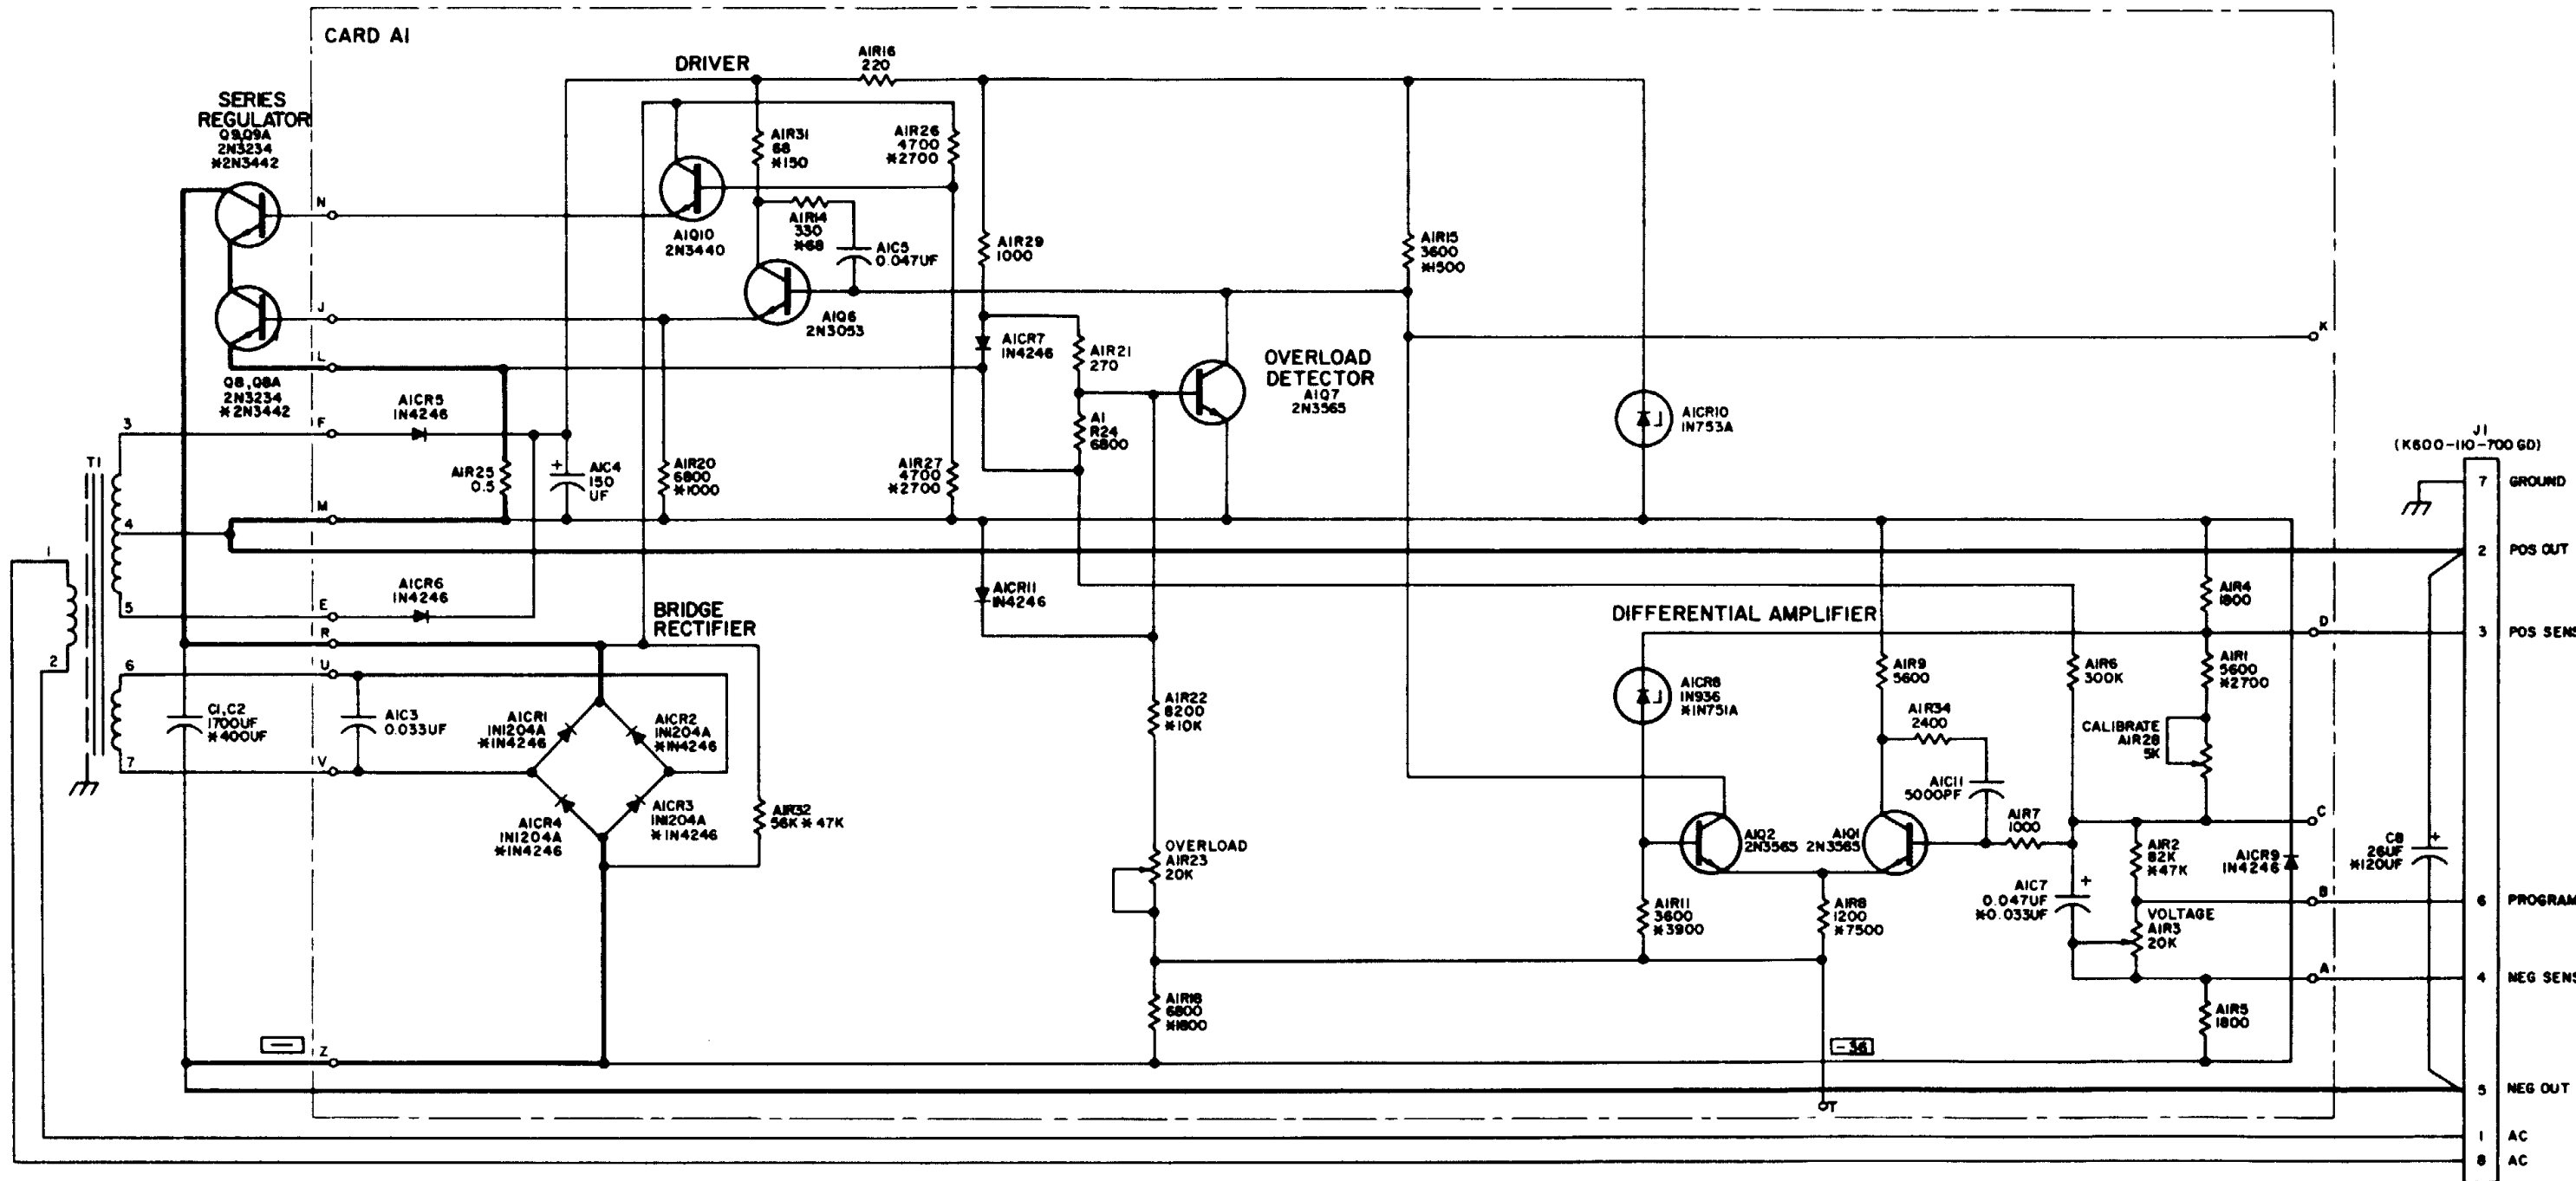 CARD A1
DRIVER
A1R16
220
SERIES
REGULATOR
Q9,Q9A
2N3234
*2N3442
A1R31
68
*150
A1R26
4700
*2700
N
A1Q10
2N3440
A1R14
330
*68
A1C5
0.047UF
A1R29
1000
A1R15
3600
*1500
J
A1Q6
2N3053
K
L
A1CR7
1N4246
A1R21
270
OVERLOAD
DETECTOR
A1Q7
2N3565
Q8,Q8A
2N3234
*2N3442
A1CR5
1N4246
A1
R24
6800
A1CR10
1N753A
3
F
T1
A1R25
0.5
+
A1C4
150
UF
A1R20
6800
*1000
A1R27
4700
*2700
J1
(K600-110-700GD)
7 GROUND
M
4
1
2 POS OUT
A1CR6
1N4246
5
E
A1CR11
1N4246
A1R4
1800
BRIDGE
RECTIFIER
DIFFERENTIAL AMPLIFIER
R
D
3 POS SENS
2
6
U
A1R9
5600
A1R6
300K
A1R1
5600
*2700
C1,C2
1700UF
*400UF
A1C3
0.033UF
A1CR1
1N1204A
*1N4246
A1CR2
1N1204A
*1N4246
A1R22
8200
*10K
A1CR8
1N936
*1N751A
A1R34
2400
CALIBRATE
A1R28
5K
7
V
A1C11
5000PF
A1CR4
1N1204A
*1N4246
A1CR3
1N1204A
*1N4246
A1R32
56K *47K
A1Q2
2N3565
A1Q1
2N3565
A1R7
1000
C
OVERLOAD
A1R23
20K
A1R2
82K
*47K
A1CR9
1N4246
+
C8
26UF
*120UF
A1R11
3600
*3900
A1R8
1200
*7500
+
A1C7
0.047UF
*0.033UF
B
6 PROGRAM
VOLTAGE
A1R3
20K
A
4 NEG SENS
A1R18
6800
*1800
A1R5
1800
—
Z
-36
5 NEG OUT
T
1 AC
8 AC